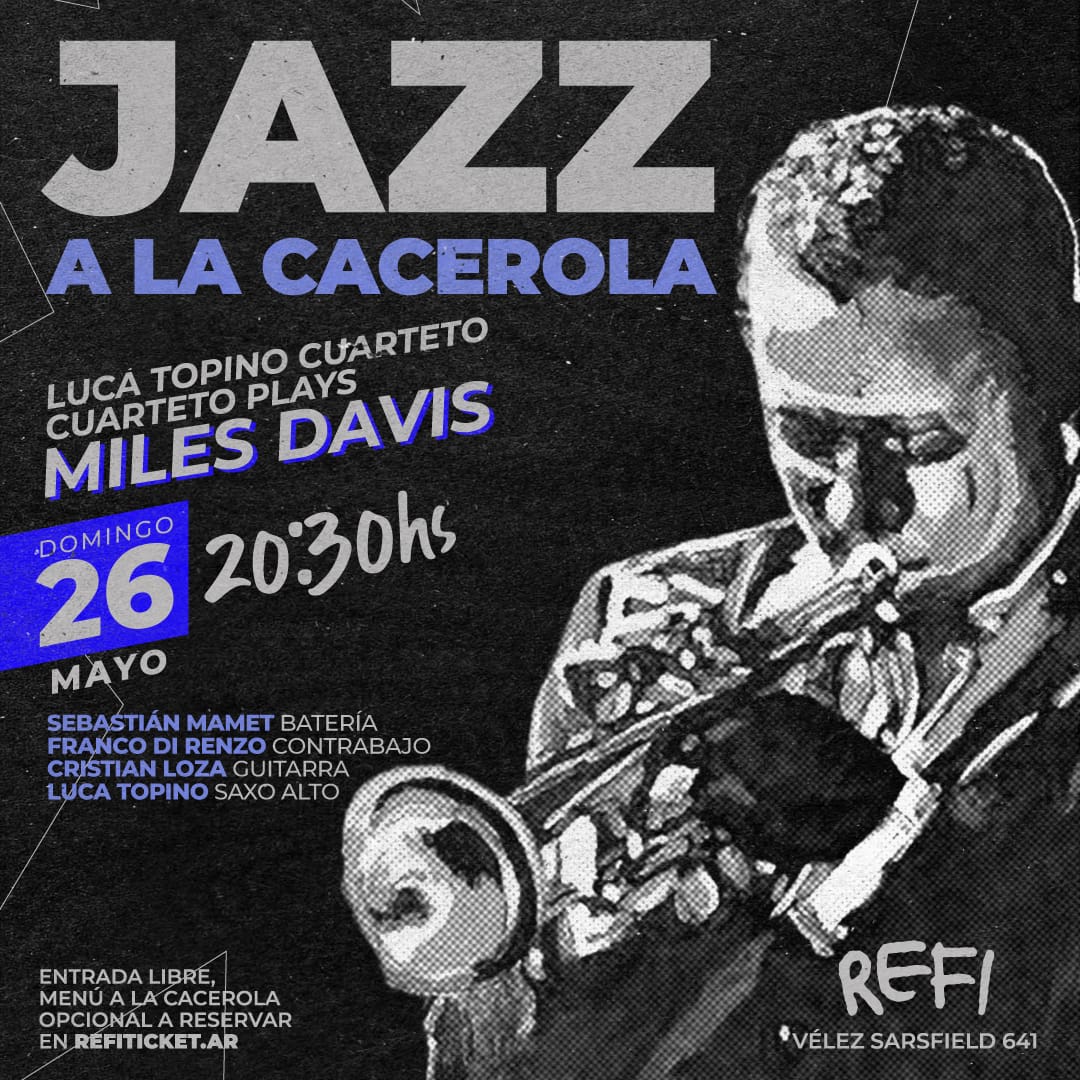 JAZZ
A LA CACEROLA
LUCA TOPINO CUARTETO
CUARTETO PLAYS
MILES DAVIS
DOMINGO
26
MAYO
20:30hs
SEBASTIÁN MAMET BATERÍA
FRANCO DI RENZO CONTRABAJO
CRISTIAN LOZA GUITARRA
LUCA TOPINO SAXO ALTO
ENTRADA LIBRE,
MENÚ A LA CACEROLA
OPCIONAL A RESERVAR
EN REFITICKET.AR
REFI
VÉLEZ SARSFIELD 641